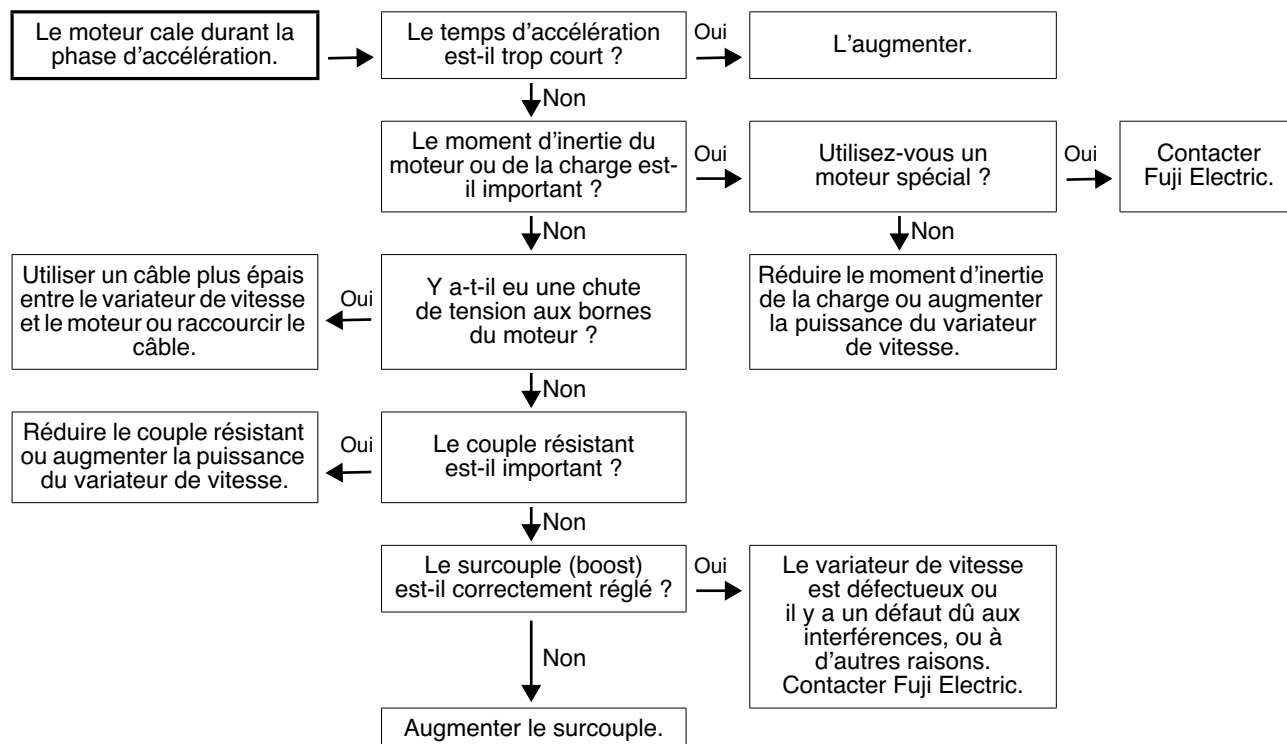 Le moteur cale durant la
phase d'accélération.
Le temps d'accélération
est-il trop court ?
Oui
L'augmenter.
Non
Le moment d'inertie du
moteur ou de la charge est-
il important ?
Oui
Utilisez-vous un
moteur spécial ?
Oui
Contacter
Fuji Electric.
Non
Non
Utiliser un câble plus épais
entre le variateur de vitesse
et le moteur ou raccourcir le
câble.
Oui
Y a-t-il eu une chute
de tension aux bornes
du moteur ?
Réduire le moment d'inertie
de la charge ou augmenter
la puissance du variateur
de vitesse.
Non
Réduire le couple résistant
ou augmenter la puissance
du variateur de vitesse.
Oui
Le couple résistant
est-il important ?
Non
Le surcouple (boost)
est-il correctement réglé ?
Oui
Le variateur de vitesse
est défectueux ou
il y a un défaut dû aux
interférences, ou à
d'autres raisons.
Contacter Fuji Electric.
Non
Augmenter le surcouple.